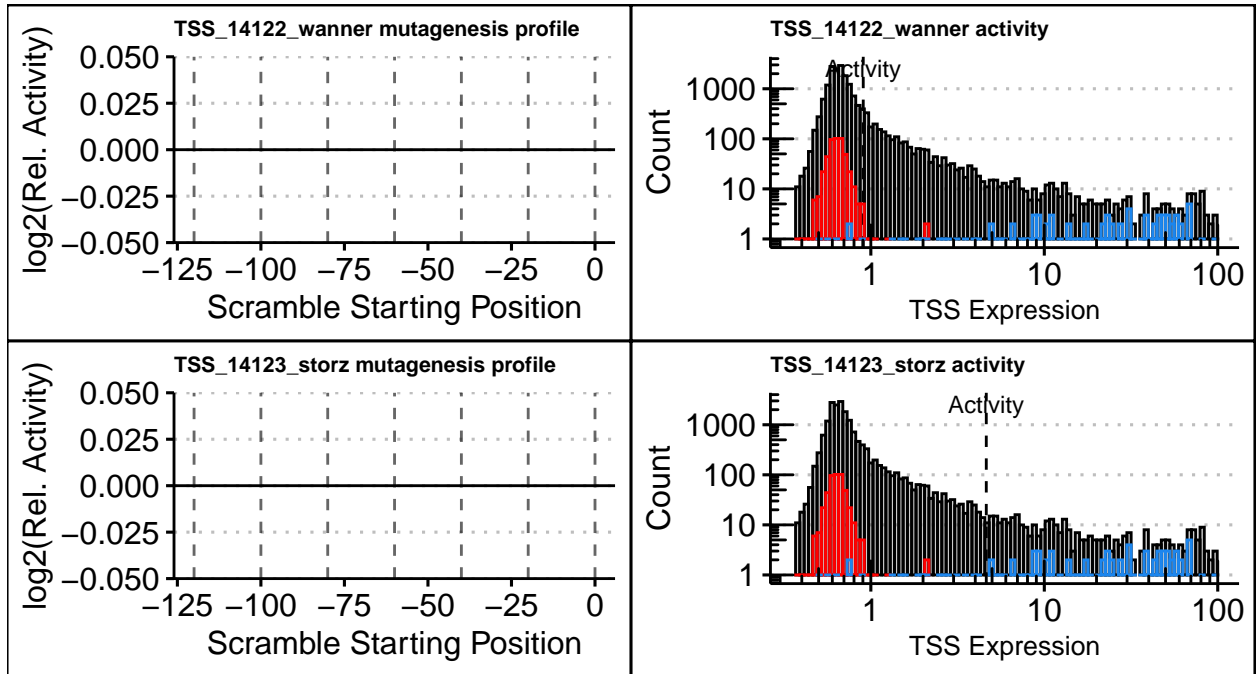 TSS_14122_wanner mutagenesis profile
log2(Rel. Activity)
0.050
0.025
0.000
−0.025
−0.050
−125 −100 −75 −50 −25 0
Scramble Starting Position
TSS_14122_wanner activity
Activity
Count
1000
100
10
1
1 10 100
TSS Expression
TSS_14123_storz mutagenesis profile
log2(Rel. Activity)
0.050
0.025
0.000
−0.025
−0.050
−125 −100 −75 −50 −25 0
Scramble Starting Position
TSS_14123_storz activity
Activity
Count
1000
100
10
1
1 10 100
TSS Expression